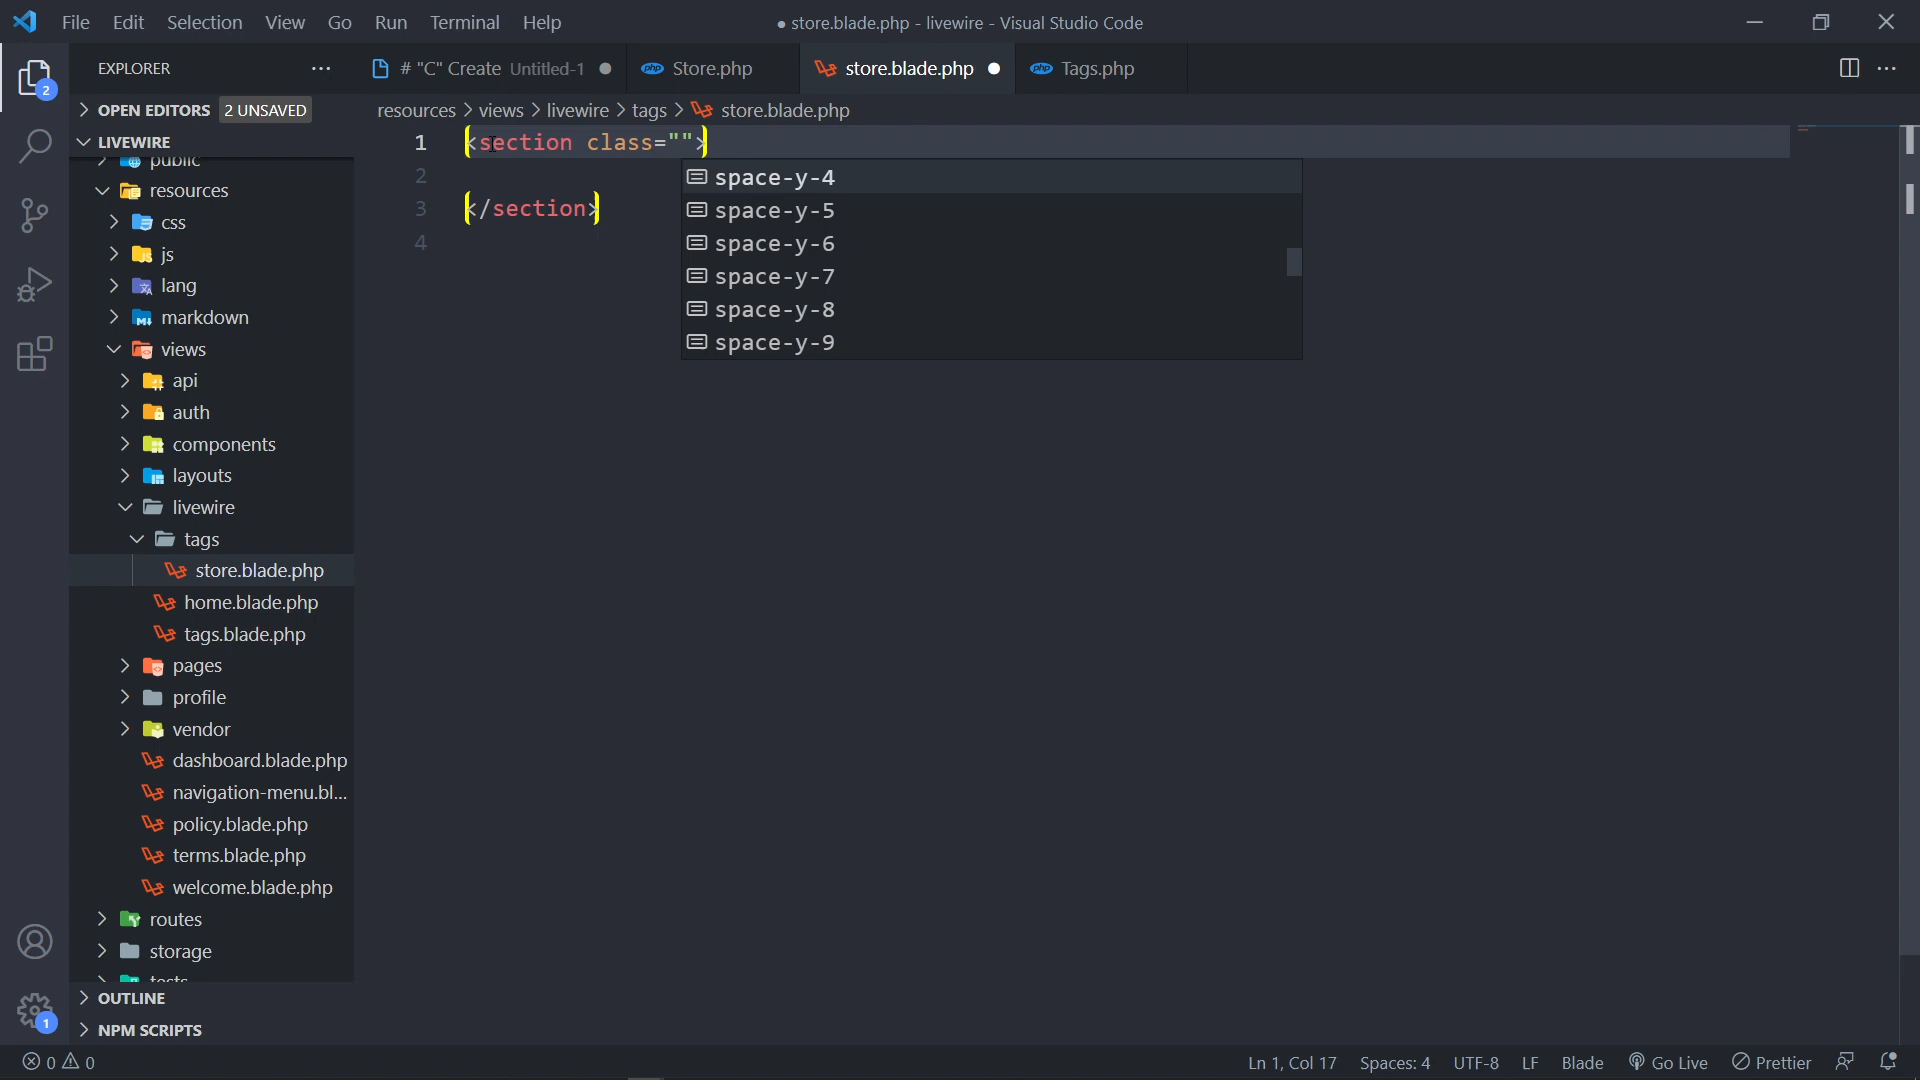 File Edit Selection View Go Run Terminal Help
● store.blade.php - livewire - Visual Studio Code
EXPLORER
# "C" Create Untitled-1
php Store.php
store.blade.php
php Tags.php
OPEN EDITORS 2 UNSAVED
resources > views > livewire > tags > store.blade.php
LIVEWIRE
public
resources
css
js
lang
markdown
views
api
auth
components
layouts
livewire
tags
store.blade.php
home.blade.php
tags.blade.php
pages
profile
vendor
dashboard.blade.php
navigation-menu.bl...
policy.blade.php
terms.blade.php
welcome.blade.php
routes
storage
tests
OUTLINE
NPM SCRIPTS
1 <section class="">
2
3 </section>
4
space-y-4
space-y-5
space-y-6
space-y-7
space-y-8
space-y-9
2
1
0 0
Ln 1, Col 17 Spaces: 4 UTF-8 LF Blade Go Live Prettier